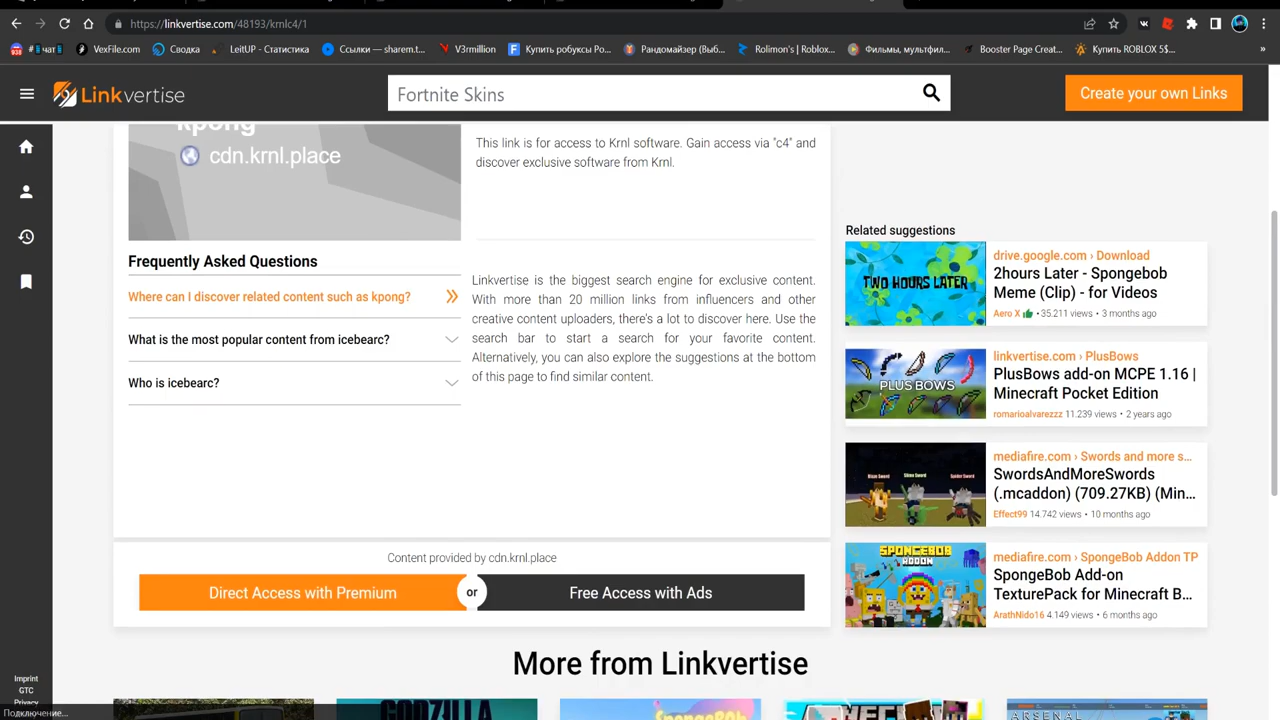 https://linkvertise.com/48193/krnlc4/1
VexFile.com
Сводка
LeitUP - Статистика
Ссылки — sharem.t...
V3rmillion
Купить робуксы Ро...
Рандомайзер (Выб...
Rolimon's | Roblox...
Фильмы, мультфил...
Booster Page Creat...
Купить ROBLOX 5$...
»
Linkvertise
Fortnite Skins
Create your own Links
kpong
cdn.krnl.place
This link is for access to Krnl software. Gain access via "c4" and
discover exclusive software from Krnl.
Frequently Asked Questions
Where can I discover related content such as kpong?
What is the most popular content from icebearc?
Who is icebearc?
Linkvertise is the biggest search engine for exclusive content.
With more than 20 million links from influencers and other
creative content uploaders, there's a lot to discover here. Use the
search bar to start a search for your favorite content.
Alternatively, you can also explore the suggestions at the bottom
of this page to find similar content.
Content provided by cdn.krnl.place
Direct Access with Premium
or
Free Access with Ads
Related suggestions
TWO HOURS LATER
drive.google.com › Download
2hours Later - Spongebob
Meme (Clip) - for Videos
Aero X • 35.211 views • 3 months ago
PLUS BOWS
linkvertise.com › PlusBows
PlusBows add-on MCPE 1.16 |
Minecraft Pocket Edition
romarioalvarezzz 11.239 views • 2 years ago
mediafire.com › Swords and more s...
SwordsAndMoreSwords
(.mcaddon) (709.27KB) (Min...
Effect99 14.742 views • 10 months ago
SPONGEBOB
ADDON
mediafire.com › SpongeBob Addon TP
SpongeBob Add-on
TexturePack for Minecraft B...
ArathNido16 4.149 views • 6 months ago
More from Linkvertise
Imprint
GTC
Privacy
Подключение...
GODZILLA
SpongeBob
MINECRAFT
ARSENAL